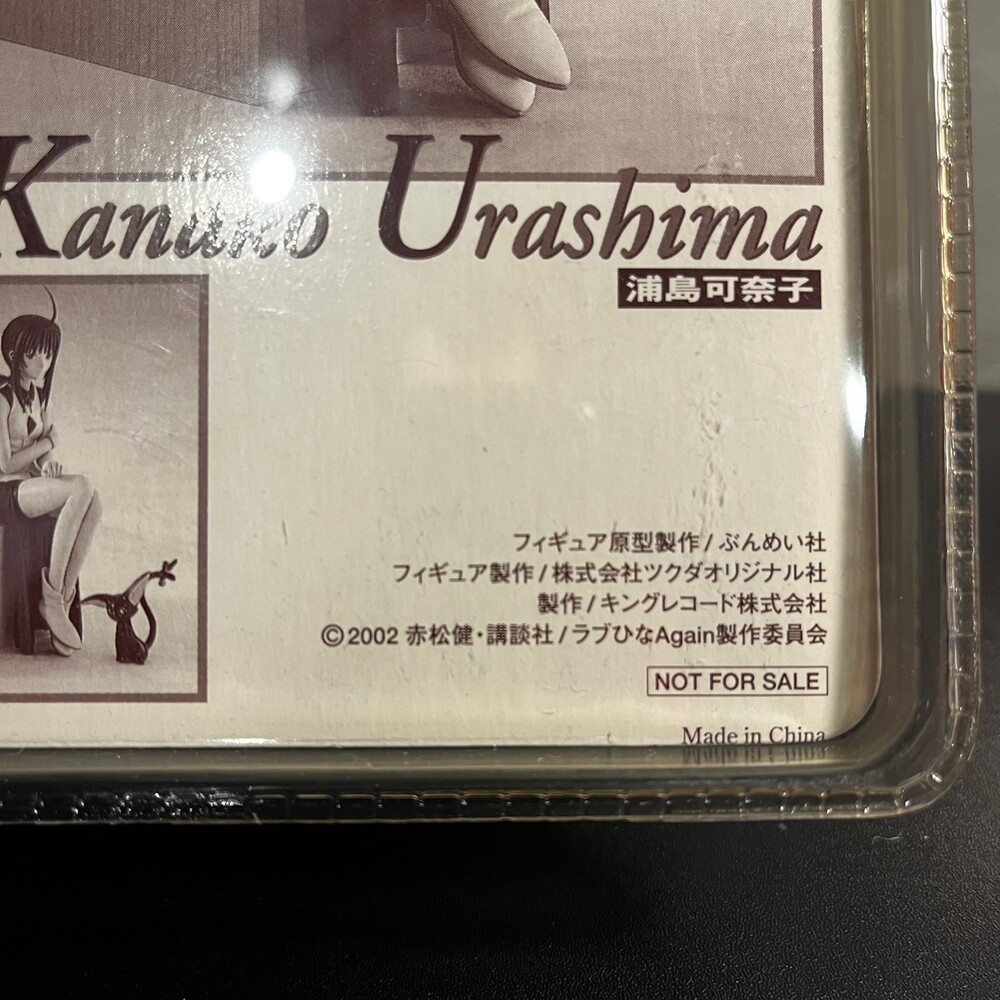 Kanako Urashima
浦島可奈子
フィギュア原型製作/ぶんめい社
フィギュア製作/株式会社ツクダオリジナル社
製作/キングレコード株式会社
©2002 赤松健・講談社/ラブひなAgain製作委員会
NOT FOR SALE
Made in China